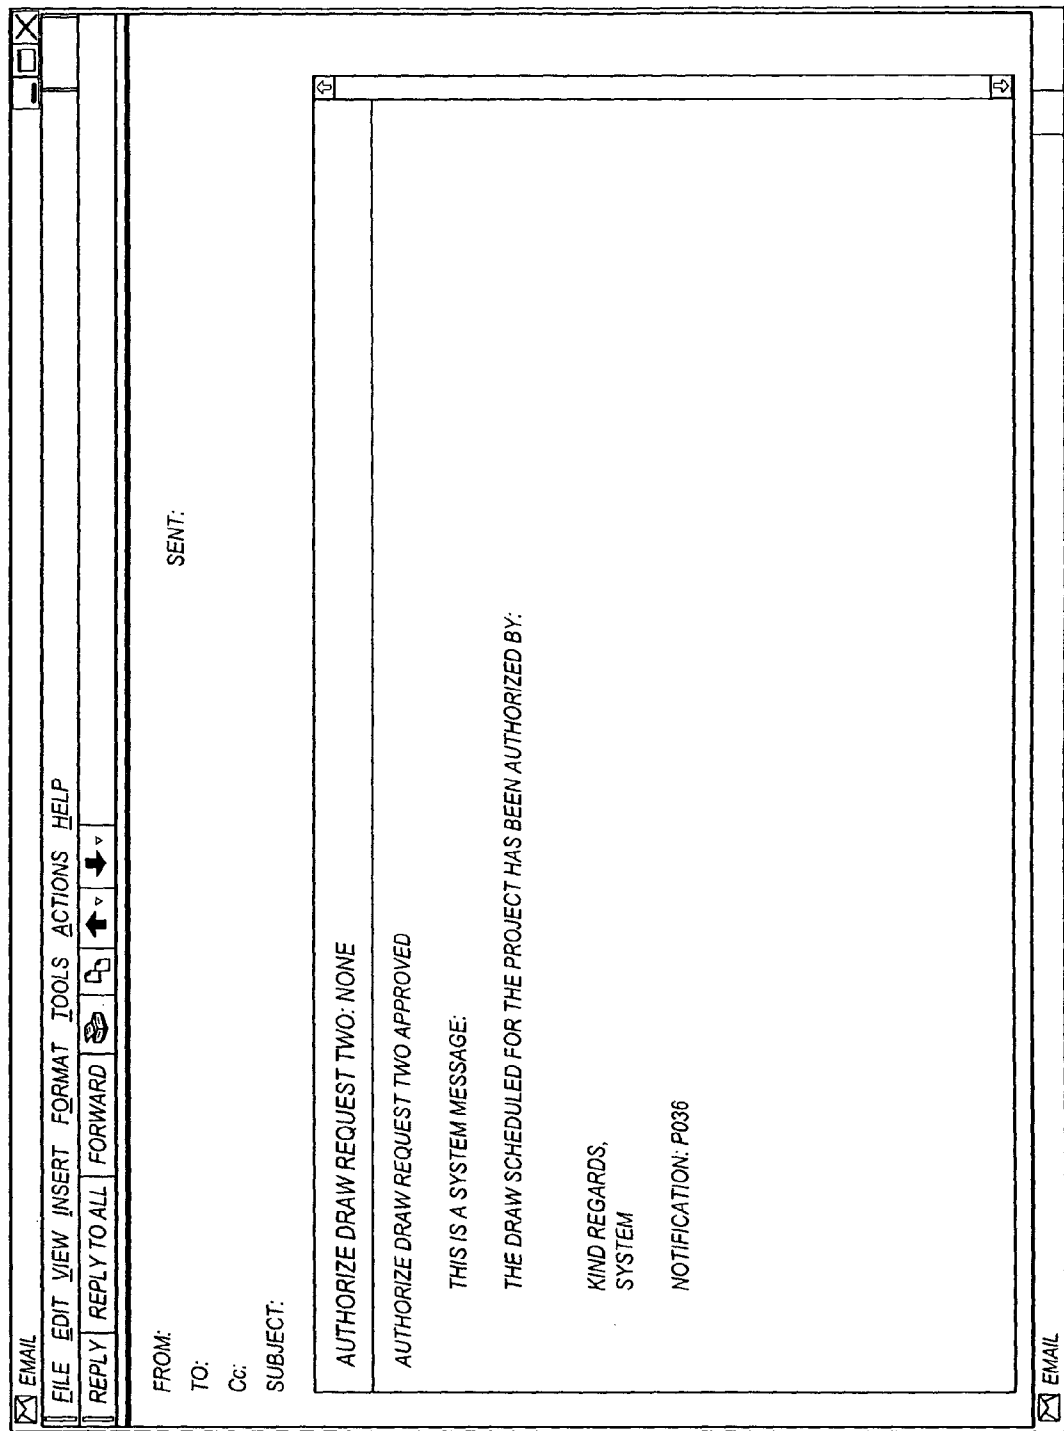 EMAIL
FILE EDIT VIEW INSERT FORMAT TOOLS ACTIONS HELP
REPLY REPLY TO ALL FORWARD
FROM:
SENT:
TO:
Cc:
SUBJECT:
AUTHORIZE DRAW REQUEST TWO: NONE
AUTHORIZE DRAW REQUEST TWO APPROVED
THIS IS A SYSTEM MESSAGE:
THE DRAW SCHEDULED FOR THE PROJECT HAS BEEN AUTHORIZED BY:
KIND REGARDS,
SYSTEM
NOTIFICATION: P036
EMAIL